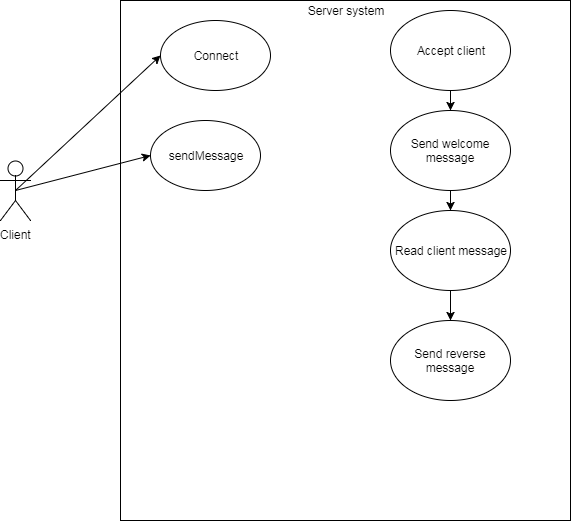 Server system
Connect
Accept client
sendMessage
Send welcome
message
Client
Read client message
Send reverse
message